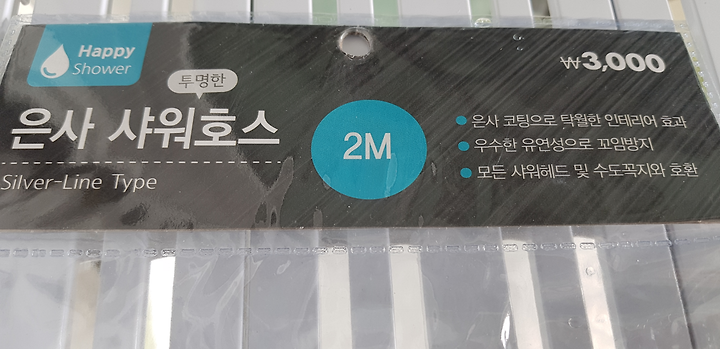 Happy
Shower
₩3,000
투명한
은사 샤워호스
2M
Silver-Line Type
은사 코팅으로 탁월한 인테리어 효과
우수한 유연성으로 꼬임방지
모든 샤워헤드 및 수도꼭지와 호환